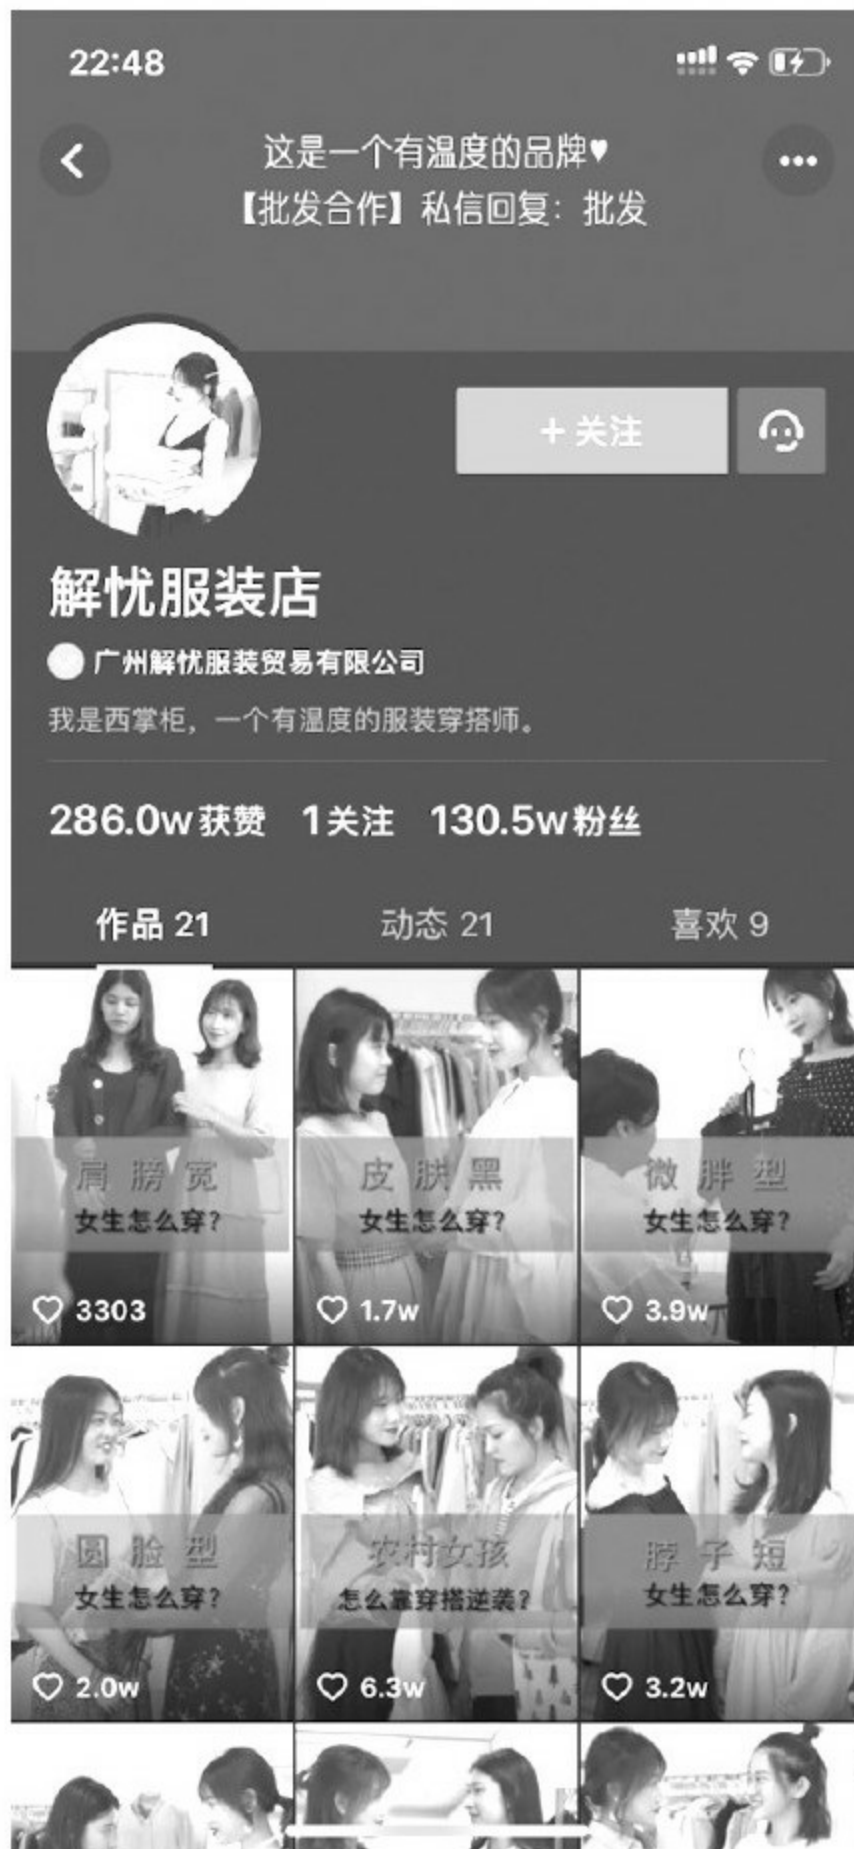 22:48
这是一个有温度的品牌♥
【批发合作】私信回复：批发
+ 关注
解忧服装店
广州解忧服装贸易有限公司
我是西掌柜，一个有温度的服装穿搭师。
286.0w获赞 1关注 130.5w粉丝
作品 21 动态 21 喜欢 9
肩膀宽
女生怎么穿？
3303
皮肤黑
女生怎么穿？
1.7w
微胖型
女生怎么穿？
3.9w
圆脸型
女生怎么穿？
2.0w
农村女孩
怎么靠穿搭逆袭？
6.3w
脖子短
女生怎么穿？
3.2w